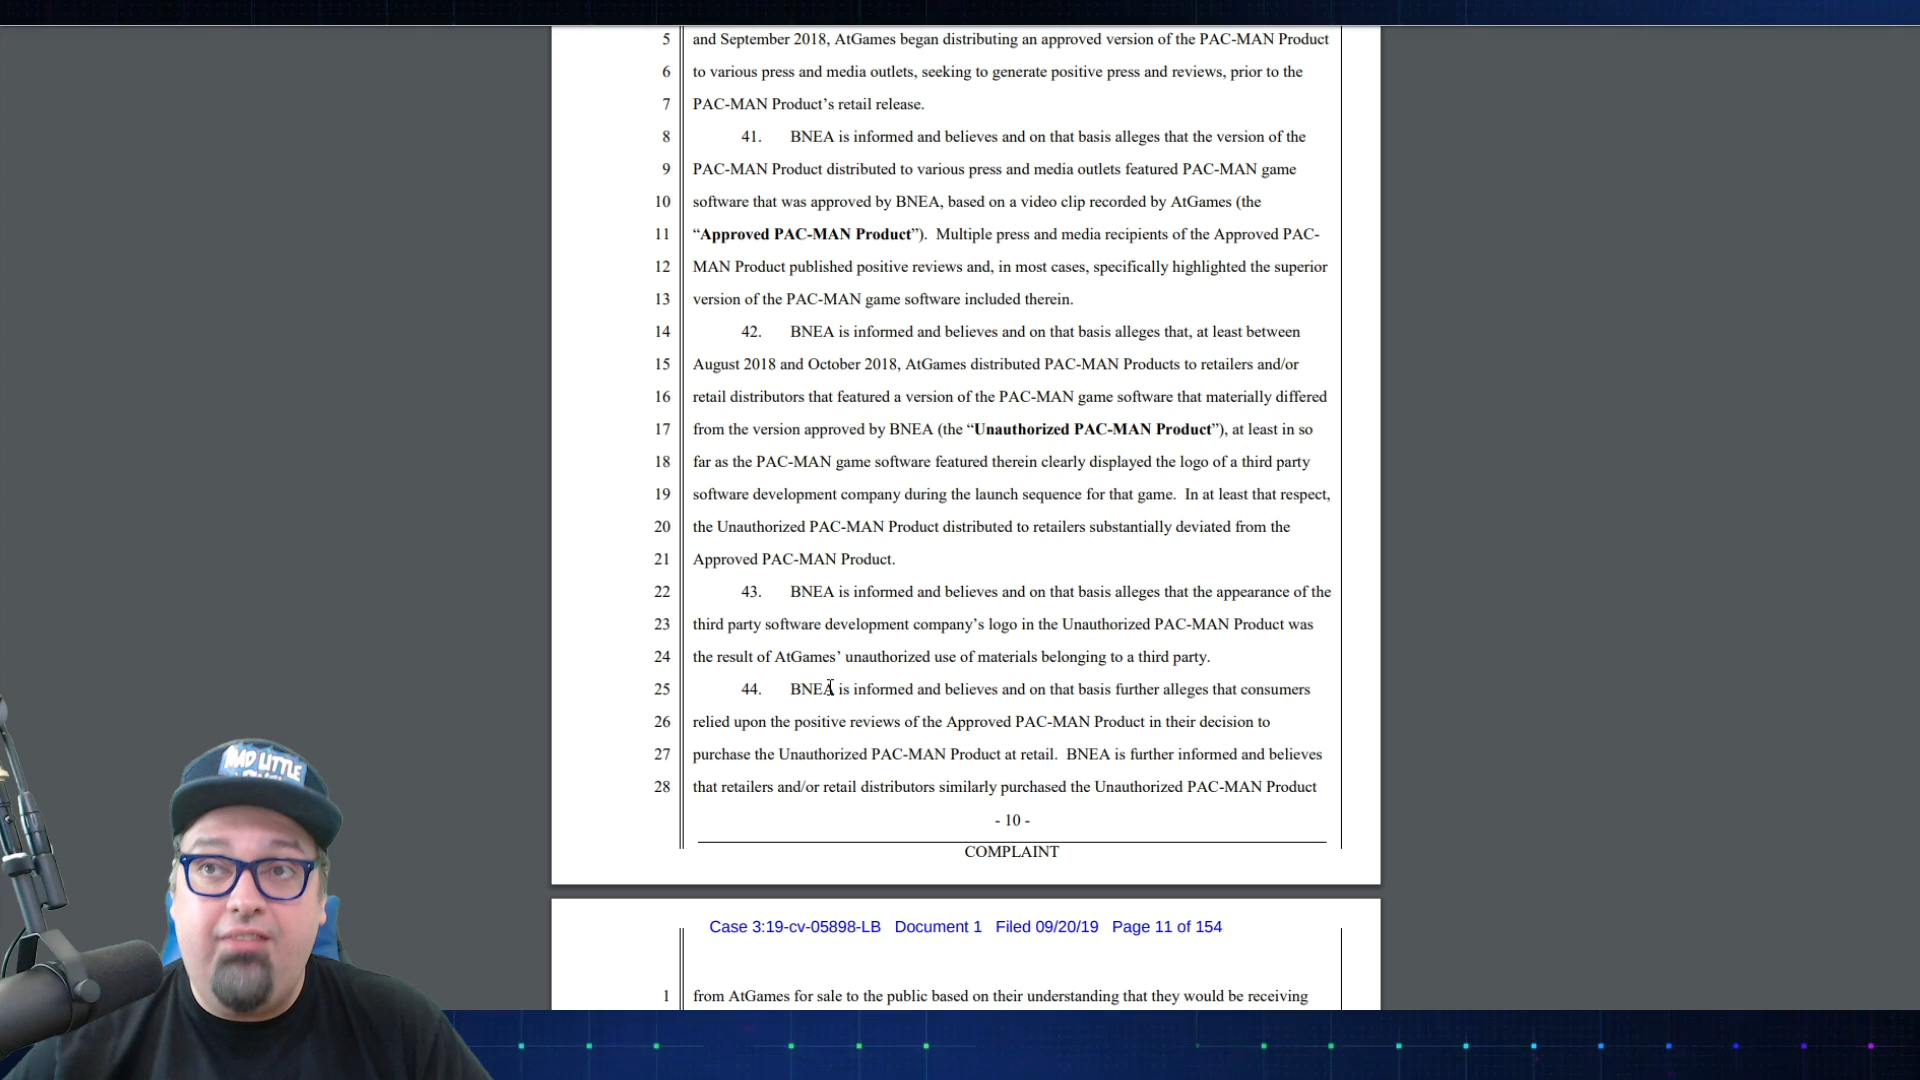 5 and September 2018, AtGames began distributing an approved version of the PAC-MAN Product
6 to various press and media outlets, seeking to generate positive press and reviews, prior to the
7 PAC-MAN Product’s retail release.
8 41. BNEA is informed and believes and on that basis alleges that the version of the
9 PAC-MAN Product distributed to various press and media outlets featured PAC-MAN game
10 software that was approved by BNEA, based on a video clip recorded by AtGames (the
11 “Approved PAC-MAN Product”). Multiple press and media recipients of the Approved PAC-
12 MAN Product published positive reviews and, in most cases, specifically highlighted the superior
13 version of the PAC-MAN game software included therein.
14 42. BNEA is informed and believes and on that basis alleges that, at least between
15 August 2018 and October 2018, AtGames distributed PAC-MAN Products to retailers and/or
16 retail distributors that featured a version of the PAC-MAN game software that materially differed
17 from the version approved by BNEA (the “Unauthorized PAC-MAN Product”), at least in so
18 far as the PAC-MAN game software featured therein clearly displayed the logo of a third party
19 software development company during the launch sequence for that game. In at least that respect,
20 the Unauthorized PAC-MAN Product distributed to retailers substantially deviated from the
21 Approved PAC-MAN Product.
22 43. BNEA is informed and believes and on that basis alleges that the appearance of the
23 third party software development company’s logo in the Unauthorized PAC-MAN Product was
24 the result of AtGames’ unauthorized use of materials belonging to a third party.
25 44. BNEA is informed and believes and on that basis further alleges that consumers
26 relied upon the positive reviews of the Approved PAC-MAN Product in their decision to
27 purchase the Unauthorized PAC-MAN Product at retail. BNEA is further informed and believes
28 that retailers and/or retail distributors similarly purchased the Unauthorized PAC-MAN Product
- 10 -
COMPLAINT
Case 3:19-cv-05898-LB Document 1 Filed 09/20/19 Page 11 of 154
1 from AtGames for sale to the public based on their understanding that they would be receiving
LITTLE